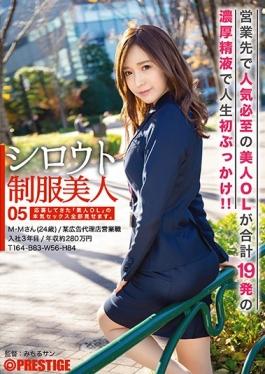 営業先で人気必至の美人OLが合計19発の
濃厚精液で人生初ぶっかけ!!
シロウト
制服美人
05
応募してきた「美人OL」の
本気セックス全部見せます。
M・Mさん(24歳)/某広告代理店営業職
入社3年目/年収約280万円
T164-B83-W56-H84
監督:みちるサン
PRESTIGE